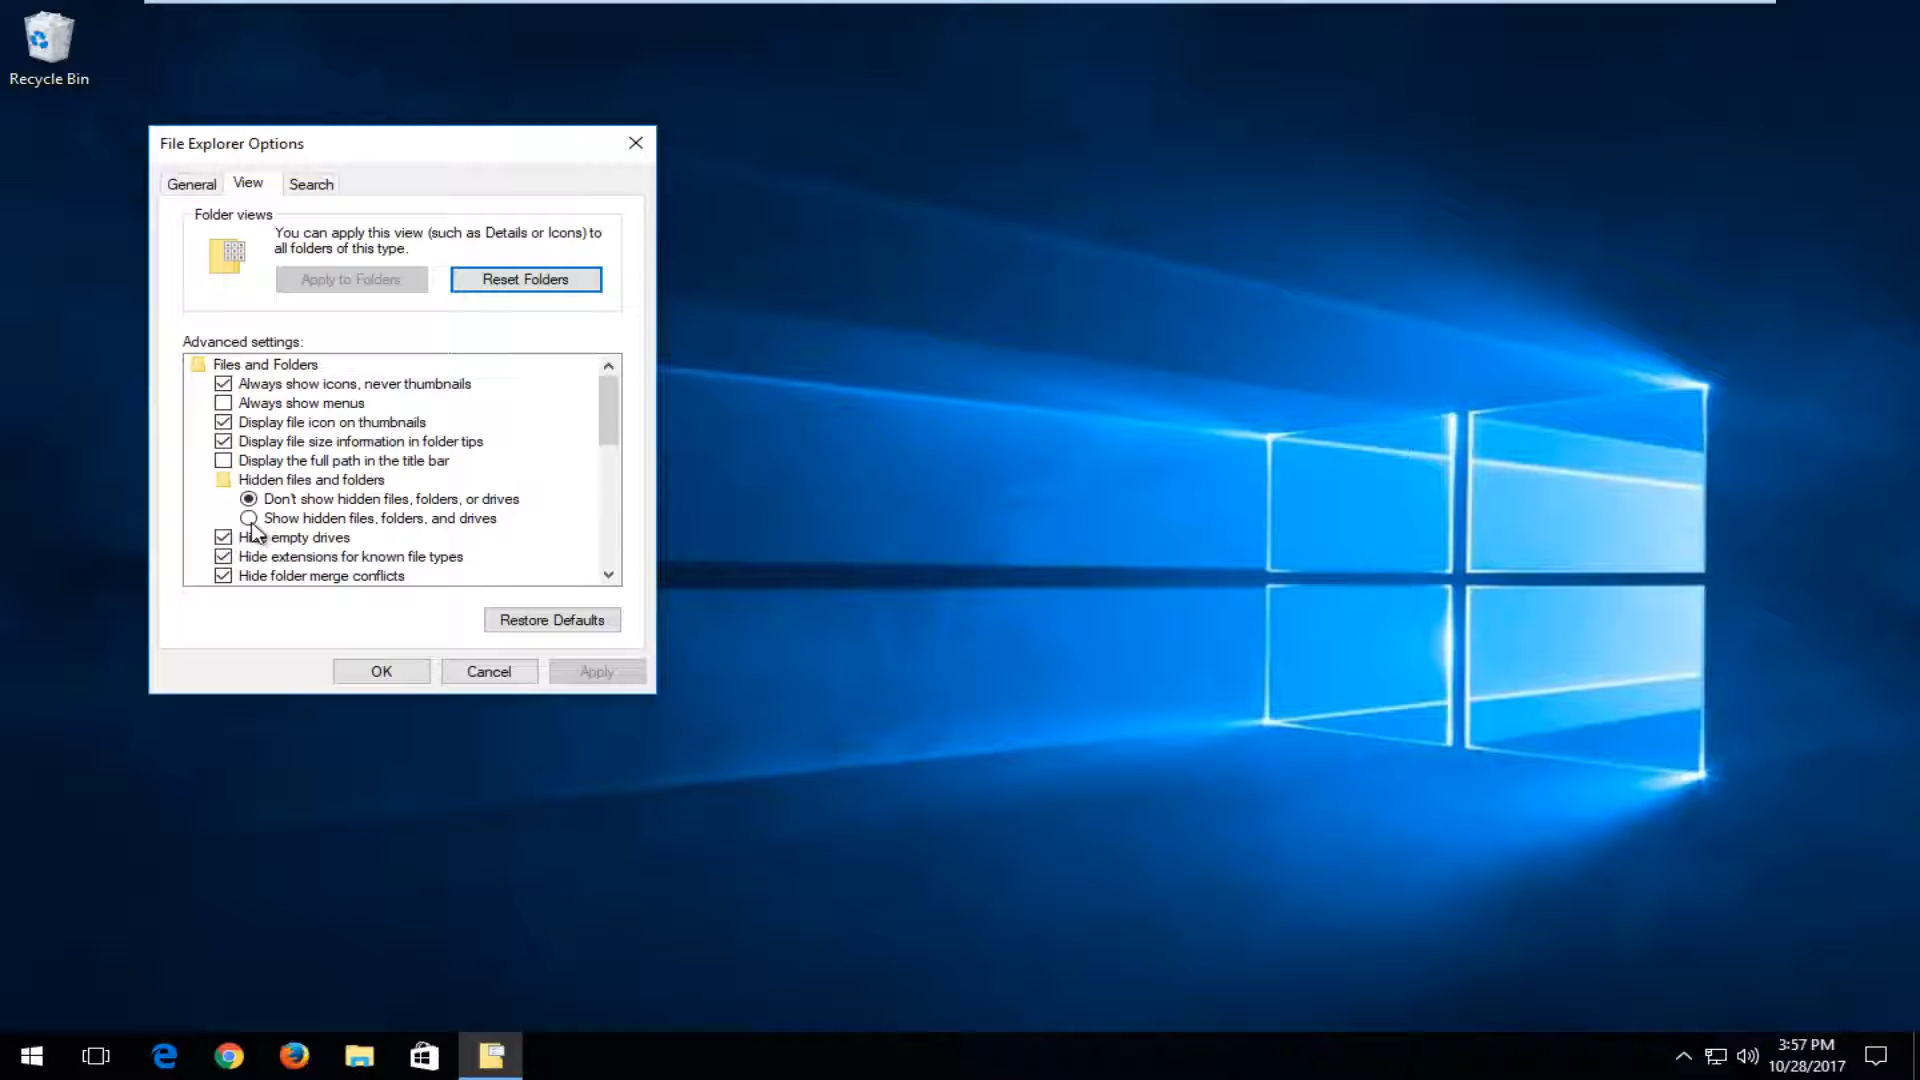 Recycle Bin
File Explorer Options
General
View
Search
Folder views
You can apply this view (such as Details or Icons) to
all folders of this type.
Apply to Folders
Reset Folders
Advanced settings:
Files and Folders
Always show icons, never thumbnails
Always show menus
Display file icon on thumbnails
Display file size information in folder tips
Display the full path in the title bar
Hidden files and folders
Don't show hidden files, folders, or drives
Show hidden files, folders, and drives
Hide empty drives
Hide extensions for known file types
Hide folder merge conflicts
Restore Defaults
OK
Cancel
Apply
3:57 PM
10/28/2017